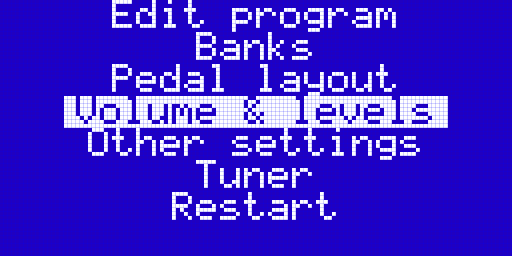 Edit program
Banks
Pedal layout
Volume & levels
Other settings
Tuner
Restart